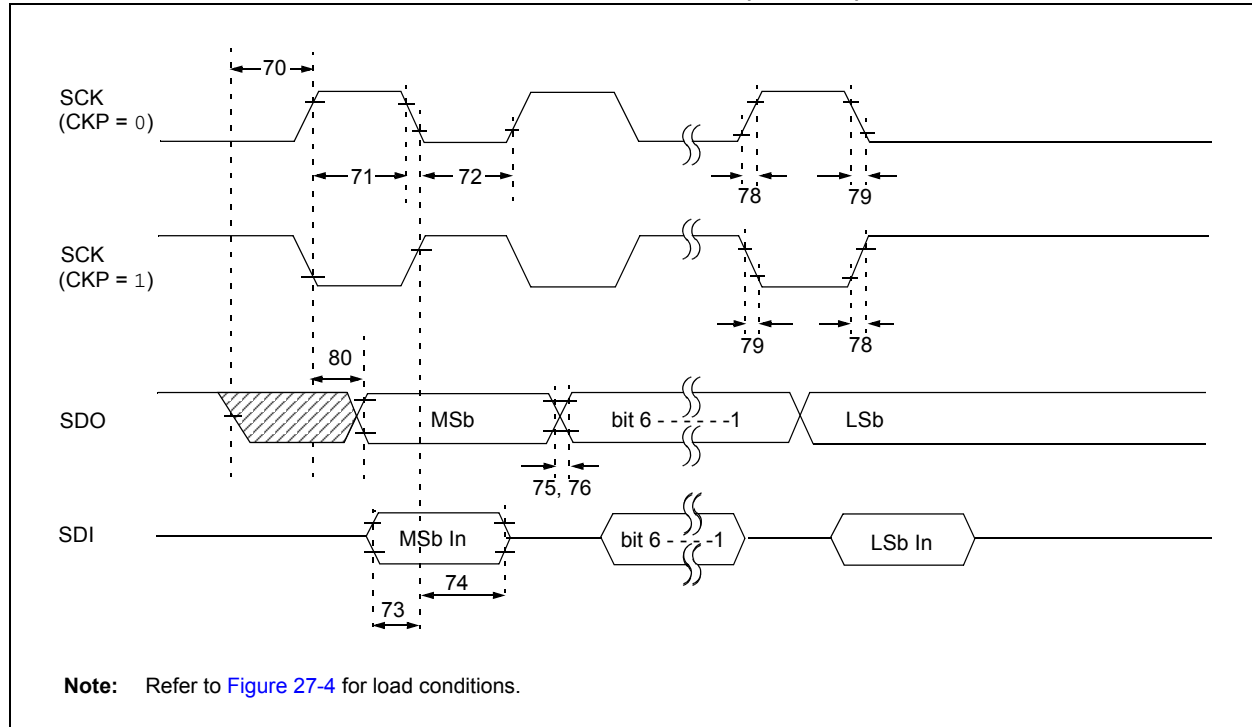 70
SCK
(CKP = 0)
71
72
78
79
SCK
(CKP = 1)
79
78
80
SDO
MSb
bit 6 - - - - - -1
LSb
75, 76
SDI
MSb In
bit 6 - - - -1
LSb In
74
73
Note: Refer to Figure 27-4 for load conditions.